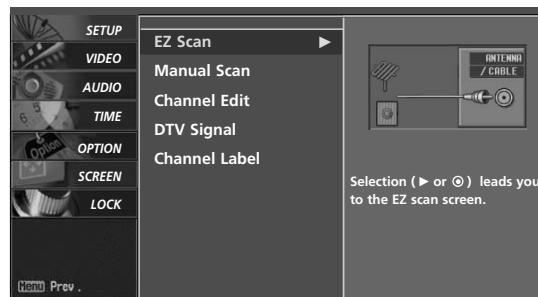 SETUP
VIDEO
AUDIO
TIME
OPTION
SCREEN
LOCK
Menu Prev.
EZ Scan ▶
Manual Scan
Channel Edit
DTV Signal
Channel Label
ANTENNA
/ CABLE
Selection ( ▶ or ⊙ ) leads you
to the EZ scan screen.